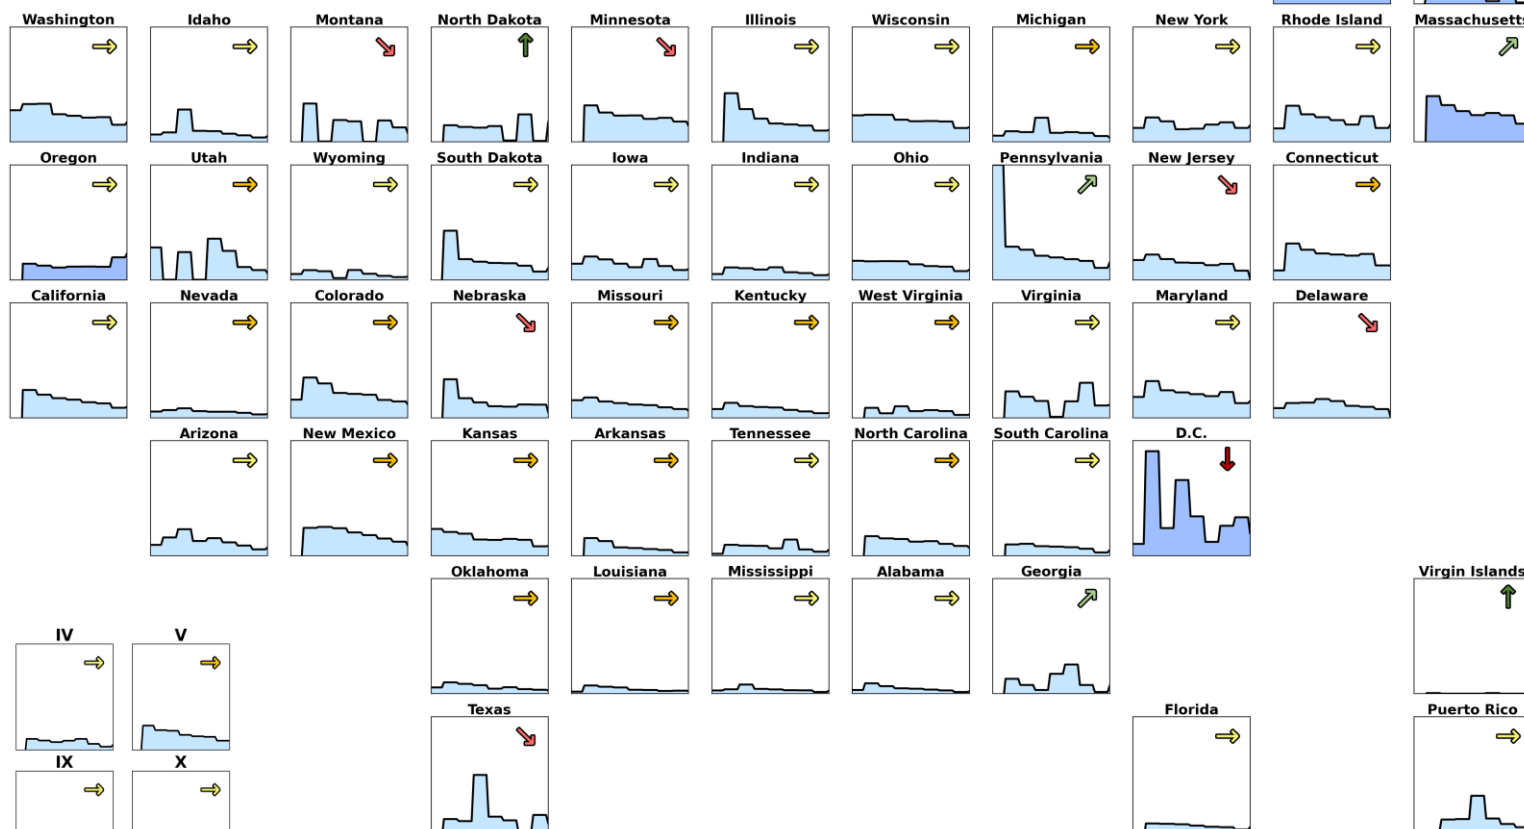 Washington Idaho Montana North Dakota Minnesota Illinois Wisconsin Michigan New York Rhode Island Massachusetts
Oregon Utah Wyoming South Dakota Iowa Indiana Ohio Pennsylvania New Jersey Connecticut
California Nevada Colorado Nebraska Missouri Kentucky West Virginia Virginia Maryland Delaware
Arizona New Mexico Kansas Arkansas Tennessee North Carolina South Carolina D.C.
Oklahoma Louisiana Mississippi Alabama Georgia Virgin Islands
IV V
Texas Florida Puerto Rico
IX X